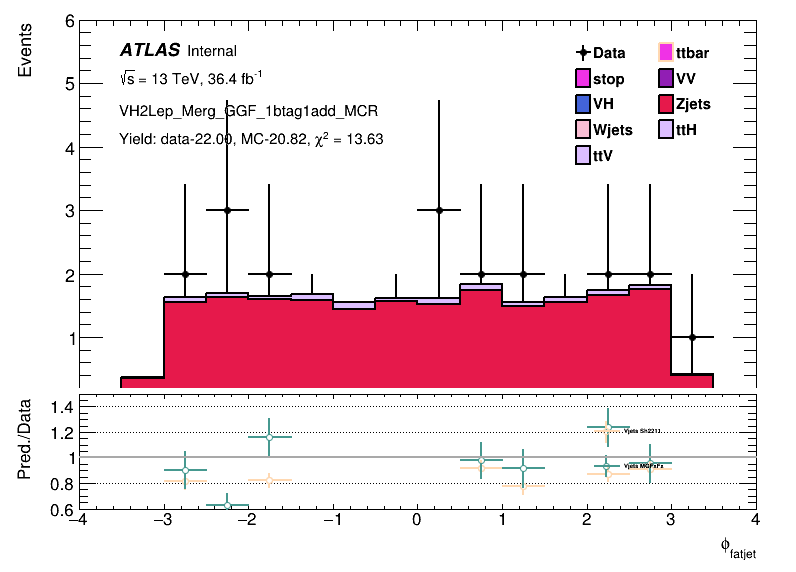 Events
6
5
4
3
2
1
ATLAS Internal
√s = 13 TeV, 36.4 fb⁻¹
VH2Lep_Merg_GGF_1btag1add_MCR
Yield: data-22.00, MC-20.82, χ² = 13.63
Data
ttbar
stop
VV
VH
Zjets
Wjets
ttH
ttV
Pred./Data
1.4
1.2
1
0.8
0.6
Vjets Sh2211
Vjets MGPxFx
−4 −3 −2 −1 0 1 2 3 4
ϕfatjet